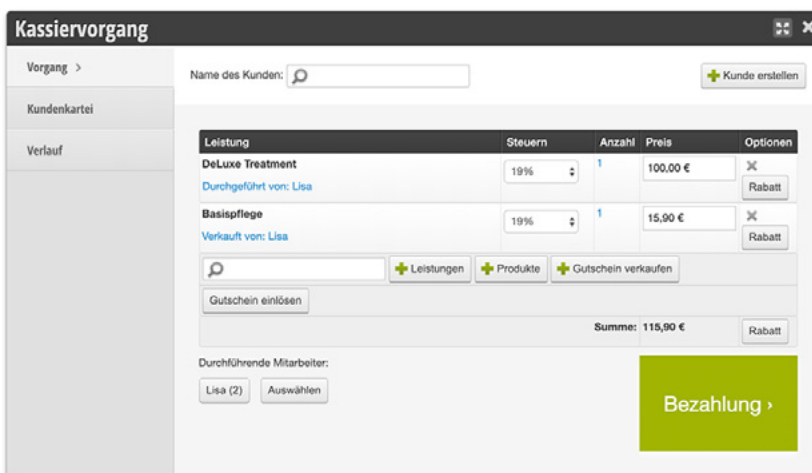 Kassiervorgang
Vorgang >
Kundenkartei
Verlauf
Name des Kunden:
Kunde erstellen
Leistung Steuern Anzahl Preis Optionen
DeLuxe Treatment 19% 1 100,00 €
Durchgeführt von: Lisa Rabatt
Basispflege 19% 1 15,90 €
Verkauft von: Lisa Rabatt
Leistungen Produkte Gutschein verkaufen
Gutschein einlösen
Summe: 115,90 € Rabatt
Durchführende Mitarbeiter:
Lisa (2) Auswählen
Bezahlung ›